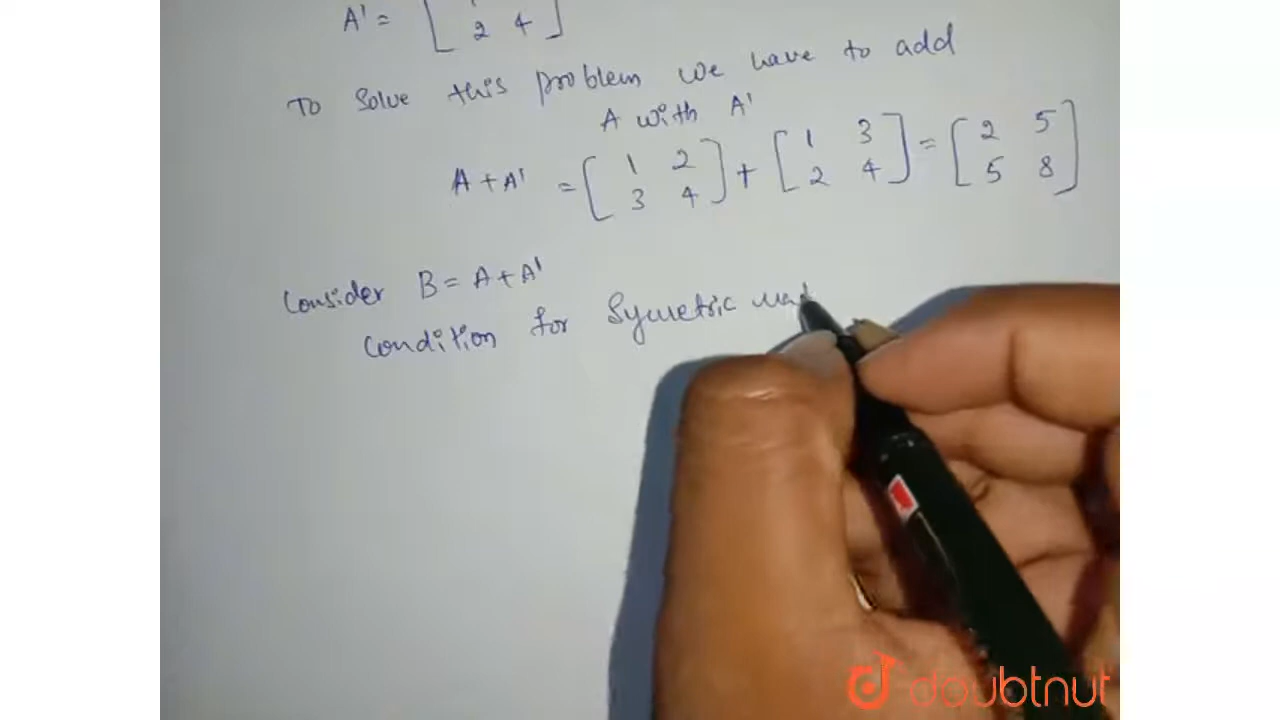 A' = [ 2 4 ]
To Solve this problem we have to add
A with A'
A + A' = [ 1 2 3 4 ] + [ 1 3 2 4 ] = [ 2 5 5 8 ]
Consider B = A + A'
Condition for Symetric
doubtnut